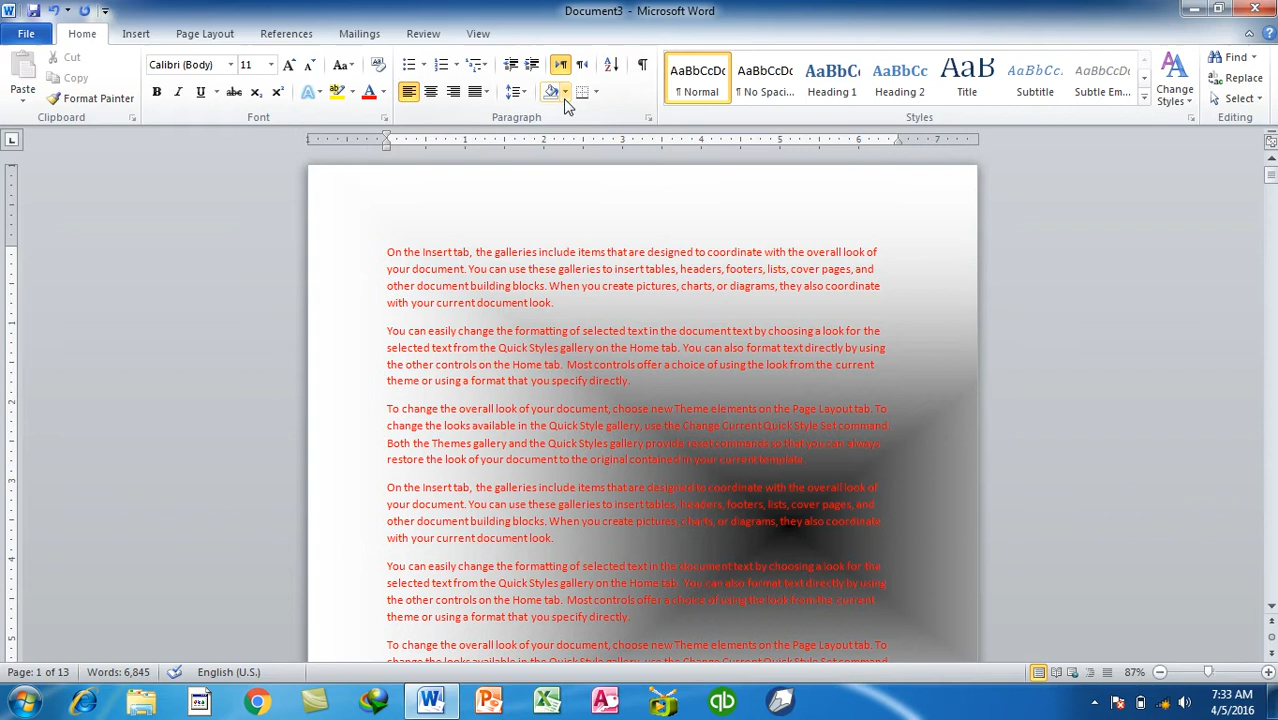 Document3 - Microsoft Word
File Home Insert Page Layout References Mailings Review View
Paste
Cut
Copy
Format Painter
Clipboard
Calibri (Body) 11
Font
Paragraph
AaBbCcDc AaBbCcDc AaBbC AaBbCc AaB AaBbCc. AaBbCcDc
¶ Normal ¶ No Spaci... Heading 1 Heading 2 Title Subtitle Subtle Em...
Change Styles
Styles
Find
Replace
Select
Editing
1 1 2 3 4 5 6 7
On the Insert tab, the galleries include items that are designed to coordinate with the overall look of
your document. You can use these galleries to insert tables, headers, footers, lists, cover pages, and
other document building blocks. When you create pictures, charts, or diagrams, they also coordinate
with your current document look.
You can easily change the formatting of selected text in the document text by choosing a look for the
selected text from the Quick Styles gallery on the Home tab. You can also format text directly by using
the other controls on the Home tab. Most controls offer a choice of using the look from the current
theme or using a format that you specify directly.
To change the overall look of your document, choose new Theme elements on the Page Layout tab. To
change the looks available in the Quick Style gallery, use the Change Current Quick Style Set command.
Both the Themes gallery and the Quick Styles gallery provide reset commands so that you can always
restore the look of your document to the original contained in your current template.
On the Insert tab, the galleries include items that are designed to coordinate with the overall look of
your document. You can use these galleries to insert tables, headers, footers, lists, cover pages, and
other document building blocks. When you create pictures, charts, or diagrams, they also coordinate
with your current document look.
You can easily change the formatting of selected text in the document text by choosing a look for the
selected text from the Quick Styles gallery on the Home tab. You can also format text directly by using
the other controls on the Home tab. Most controls offer a choice of using the look from the current
theme or using a format that you specify directly.
To change the overall look of your document, choose new Theme elements on the Page Layout tab. To
change the looks available in the Quick Style gallery, use the Change Current Quick Style Set command.
Page: 1 of 13 Words: 6,845 English (U.S.) 87%
7:33 AM
4/5/2016